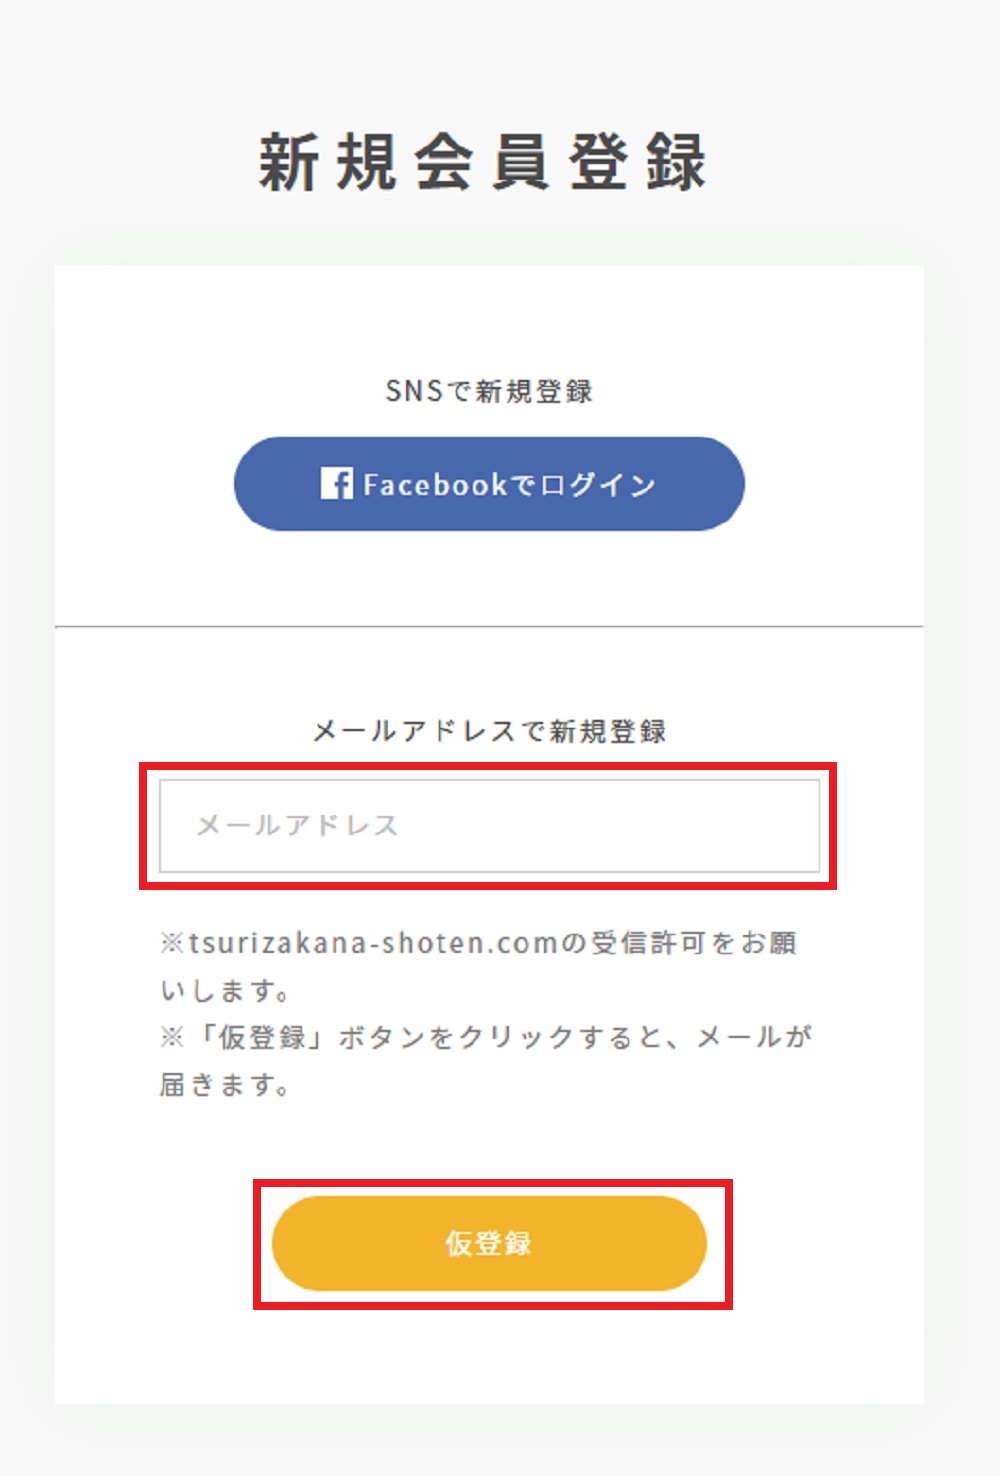 新規会員登録
SNSで新規登録
Facebookでログイン
メールアドレスで新規登録
メールアドレス
※tsurizakana-shoten.comの受信許可をお願
いします。
※「仮登録」ボタンをクリックすると、メールが
届きます。
仮登録